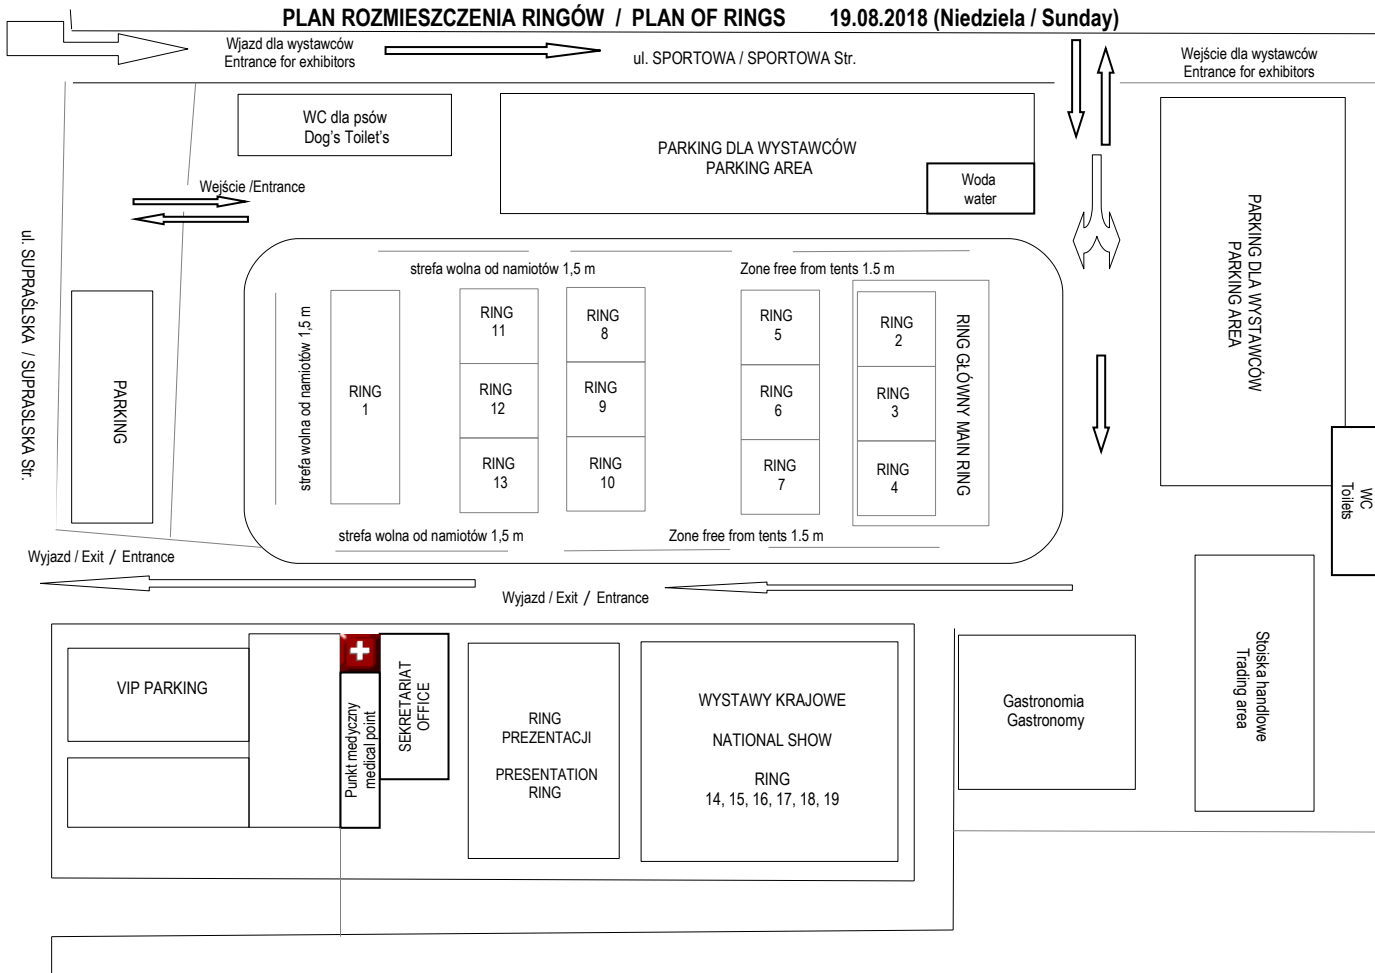 PLAN ROZMIESZCZENIA RINGÓW / PLAN OF RINGS 19.08.2018 (Niedziela / Sunday)
Wjazd dla wystawców
Entrance for exhibitors
ul. SPORTOWA / SPORTOWA Str.
Wejście dla wystawców
Entrance for exhibitors
WC dla psów
Dog's Toilet's
PARKING DLA WYSTAWCÓW
PARKING AREA
Woda
water
Wejście /Entrance
ul. SUPRAŚLSKA / SUPRASLSKA Str.
PARKING
strefa wolna od namiotów 1,5 m
Zone free from tents 1.5 m
strefa wolna od namiotów 1,5 m
RING
1
RING
11
RING
12
RING
13
RING
8
RING
9
RING
10
RING
5
RING
6
RING
7
RING
2
RING
3
RING
4
RING GŁÓWNY MAIN RING
strefa wolna od namiotów 1,5 m
Zone free from tents 1.5 m
PARKING DLA WYSTAWCÓW
PARKING AREA
WC
Toilets
Wyjazd / Exit / Entrance
Wyjazd / Exit / Entrance
VIP PARKING
Punkt medyczny
medical point
SEKRETARIAT
OFFICE
RING
PREZENTACJI
PRESENTATION
RING
WYSTAWY KRAJOWE
NATIONAL SHOW
RING
14, 15, 16, 17, 18, 19
Gastronomia
Gastronomy
Stoiska handlowe
Trading area